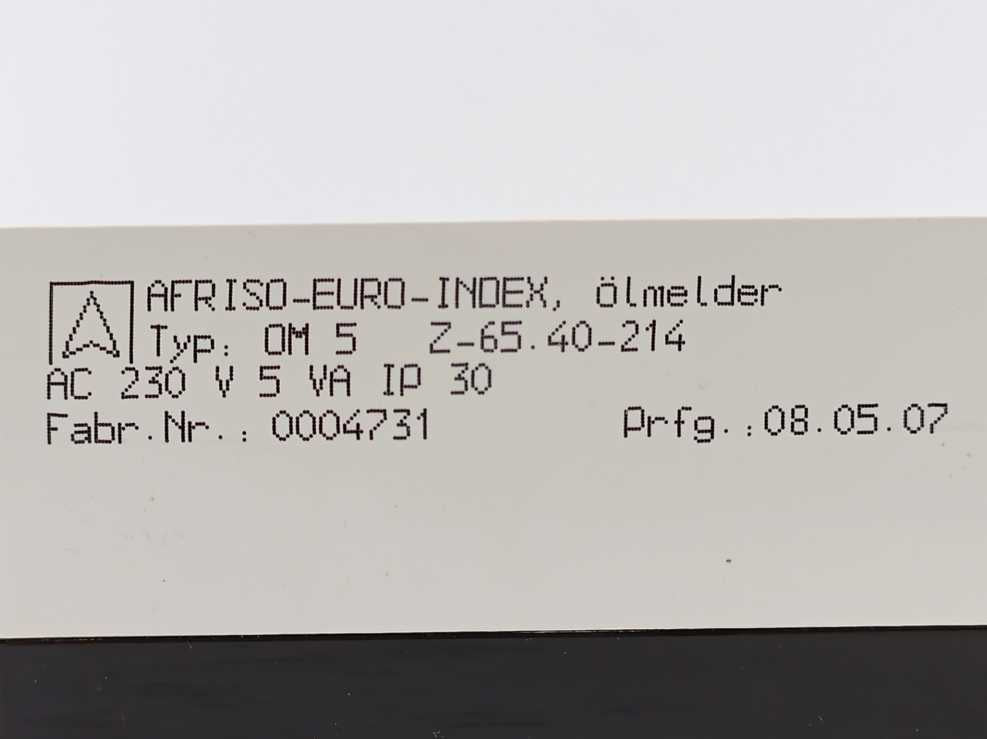 AFRISO-EURO-INDEX, ölmelder
Typ: OM 5 Z-65.40-214
AC 230 V 5 VA IP 30
Fabr.Nr.: 0004731 Prfg.:08.05.07